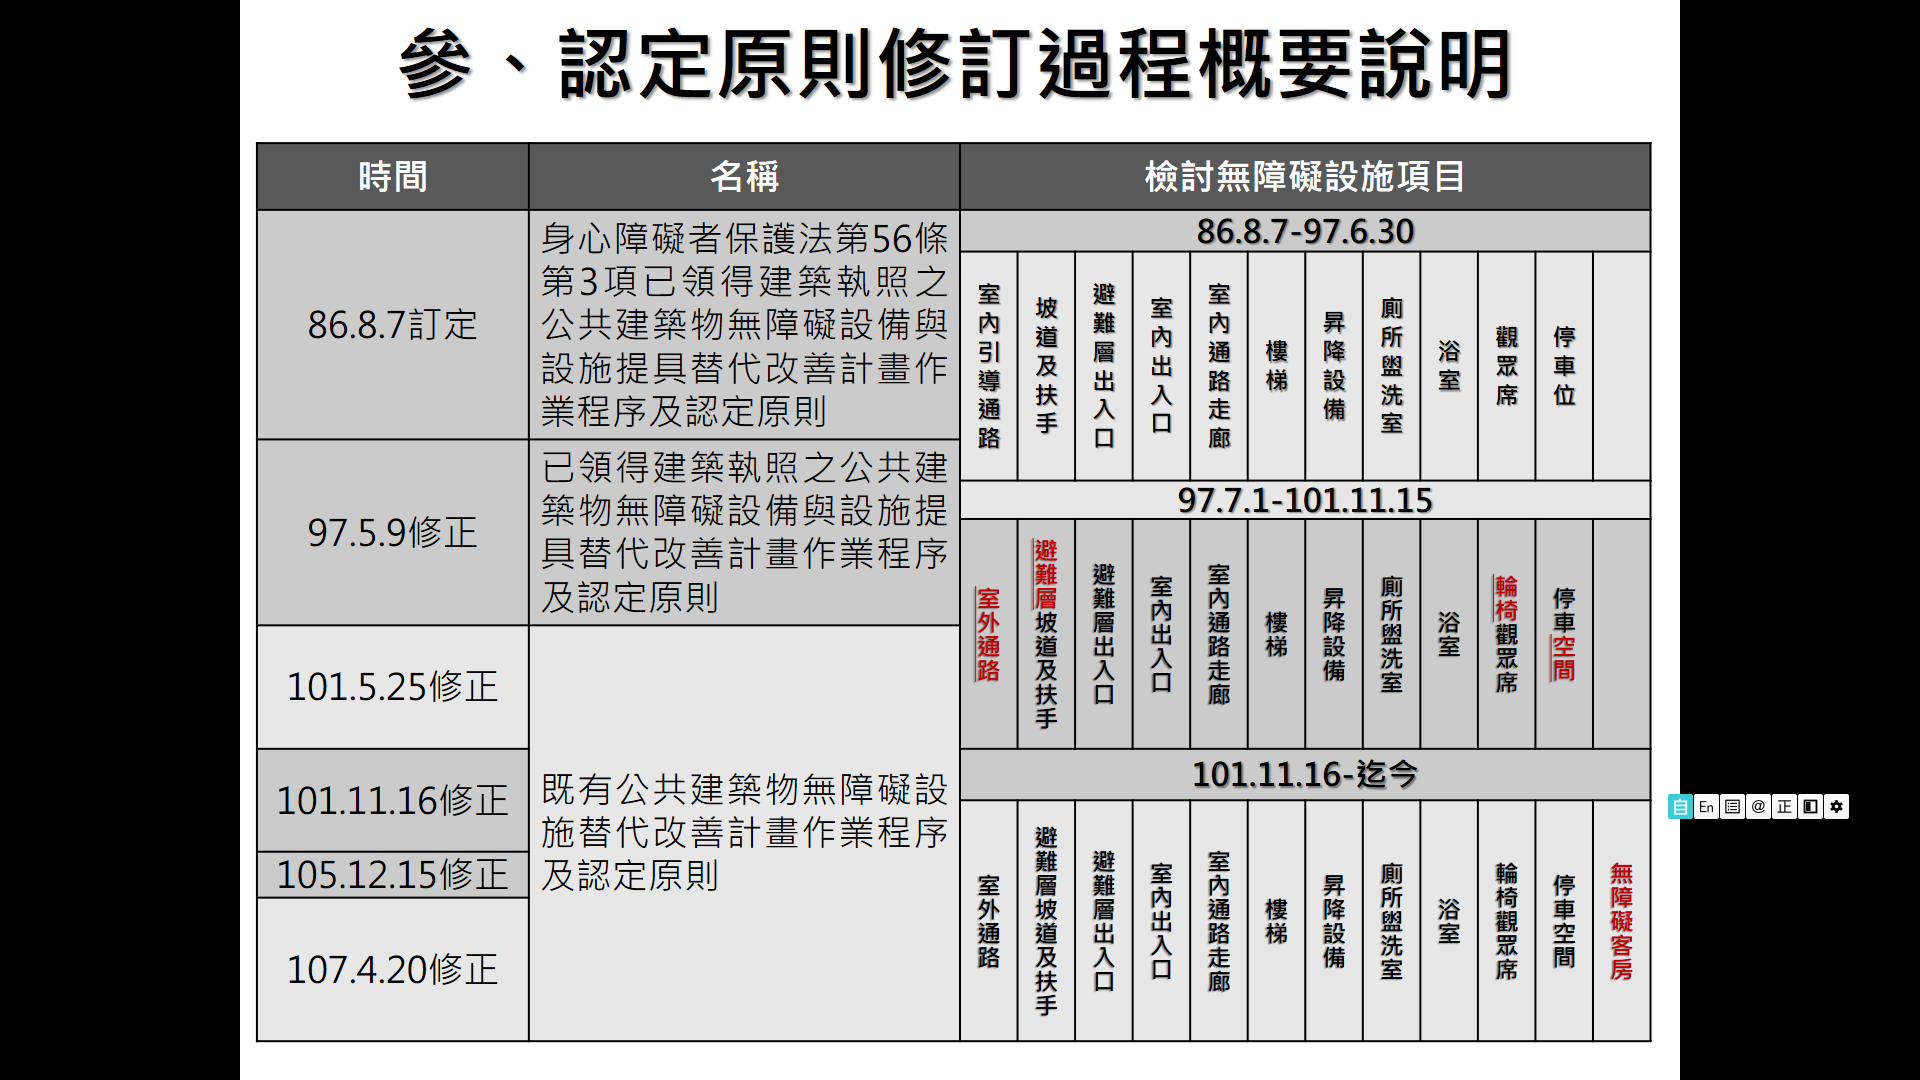 參、認定原則修訂過程概要說明
時間
名稱
檢討無障礙設施項目
86.8.7訂定
身心障礙者保護法第56條
第3項已領得建築執照之
公共建築物無障礙設備與
設施提具替代改善計畫作
業程序及認定原則
86.8.7-97.6.30
室內引導通路
坡道及扶手
避難層出入口
室內出入口
室內通路走廊
樓梯
昇降設備
廁所盥洗室
浴室
觀眾席
停車位
97.5.9修正
已領得建築執照之公共建
築物無障礙設備與設施提
具替代改善計畫作業程序
及認定原則
97.7.1-101.11.15
室外通路
避難層坡道及扶手
避難層出入口
室內出入口
室內通路走廊
樓梯
昇降設備
廁所盥洗室
浴室
輪椅觀眾席
停車空間
101.5.25修正
101.11.16修正
105.12.15修正
107.4.20修正
既有公共建築物無障礙設
施替代改善計畫作業程序
及認定原則
101.11.16-迄今
室外通路
避難層坡道及扶手
避難層出入口
室內出入口
室內通路走廊
樓梯
昇降設備
廁所盥洗室
浴室
輪椅觀眾席
停車空間
無障礙客房
En
@
正